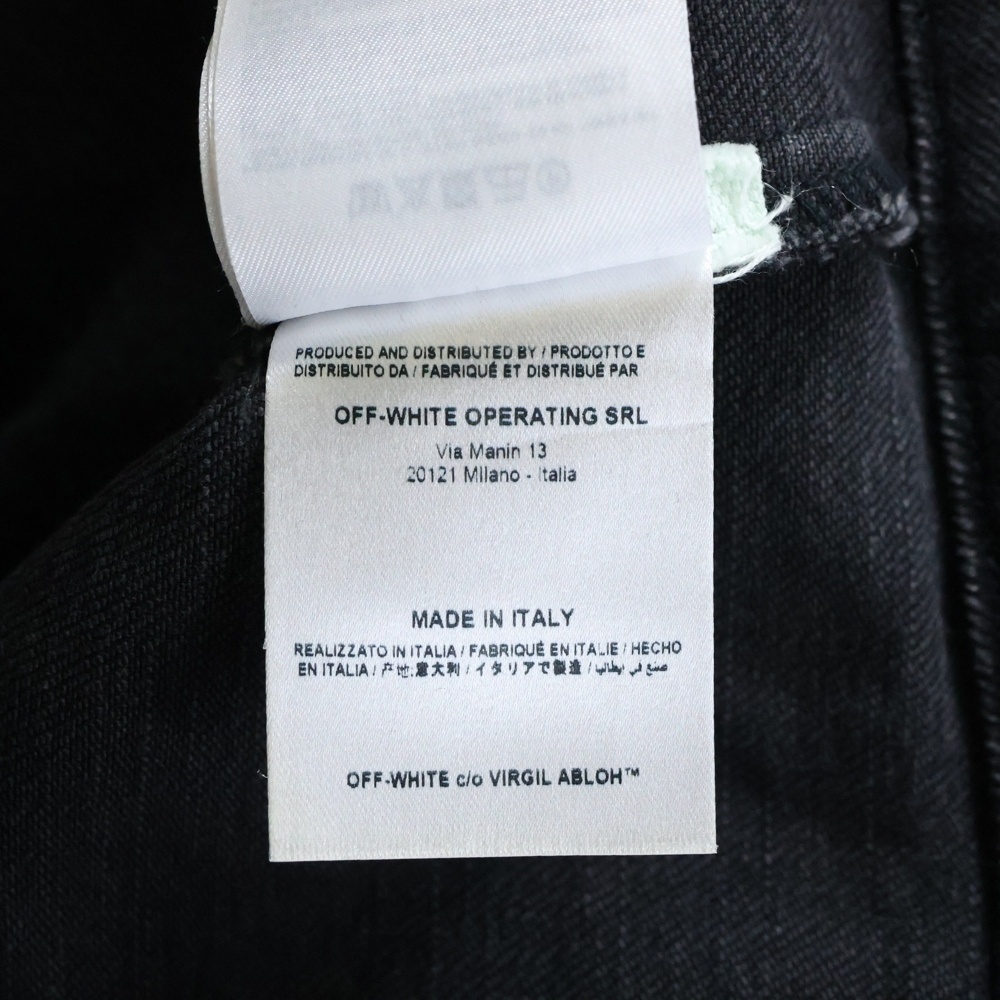 PRODUCED AND DISTRIBUTED BY / PRODOTTO E
DISTRIBUITO DA / FABRIQUÉ ET DISTRIBUÉ PAR
OFF-WHITE OPERATING SRL
Via Manin 13
20121 Milano - Italia
MADE IN ITALY
REALIZZATO IN ITALIA / FABRIQUÉ EN ITALIE / HECHO
EN ITALIA / 产地:意大利 / イタリアで製造 / صنع في إيطاليا
OFF-WHITE c/o VIRGIL ABLOH™